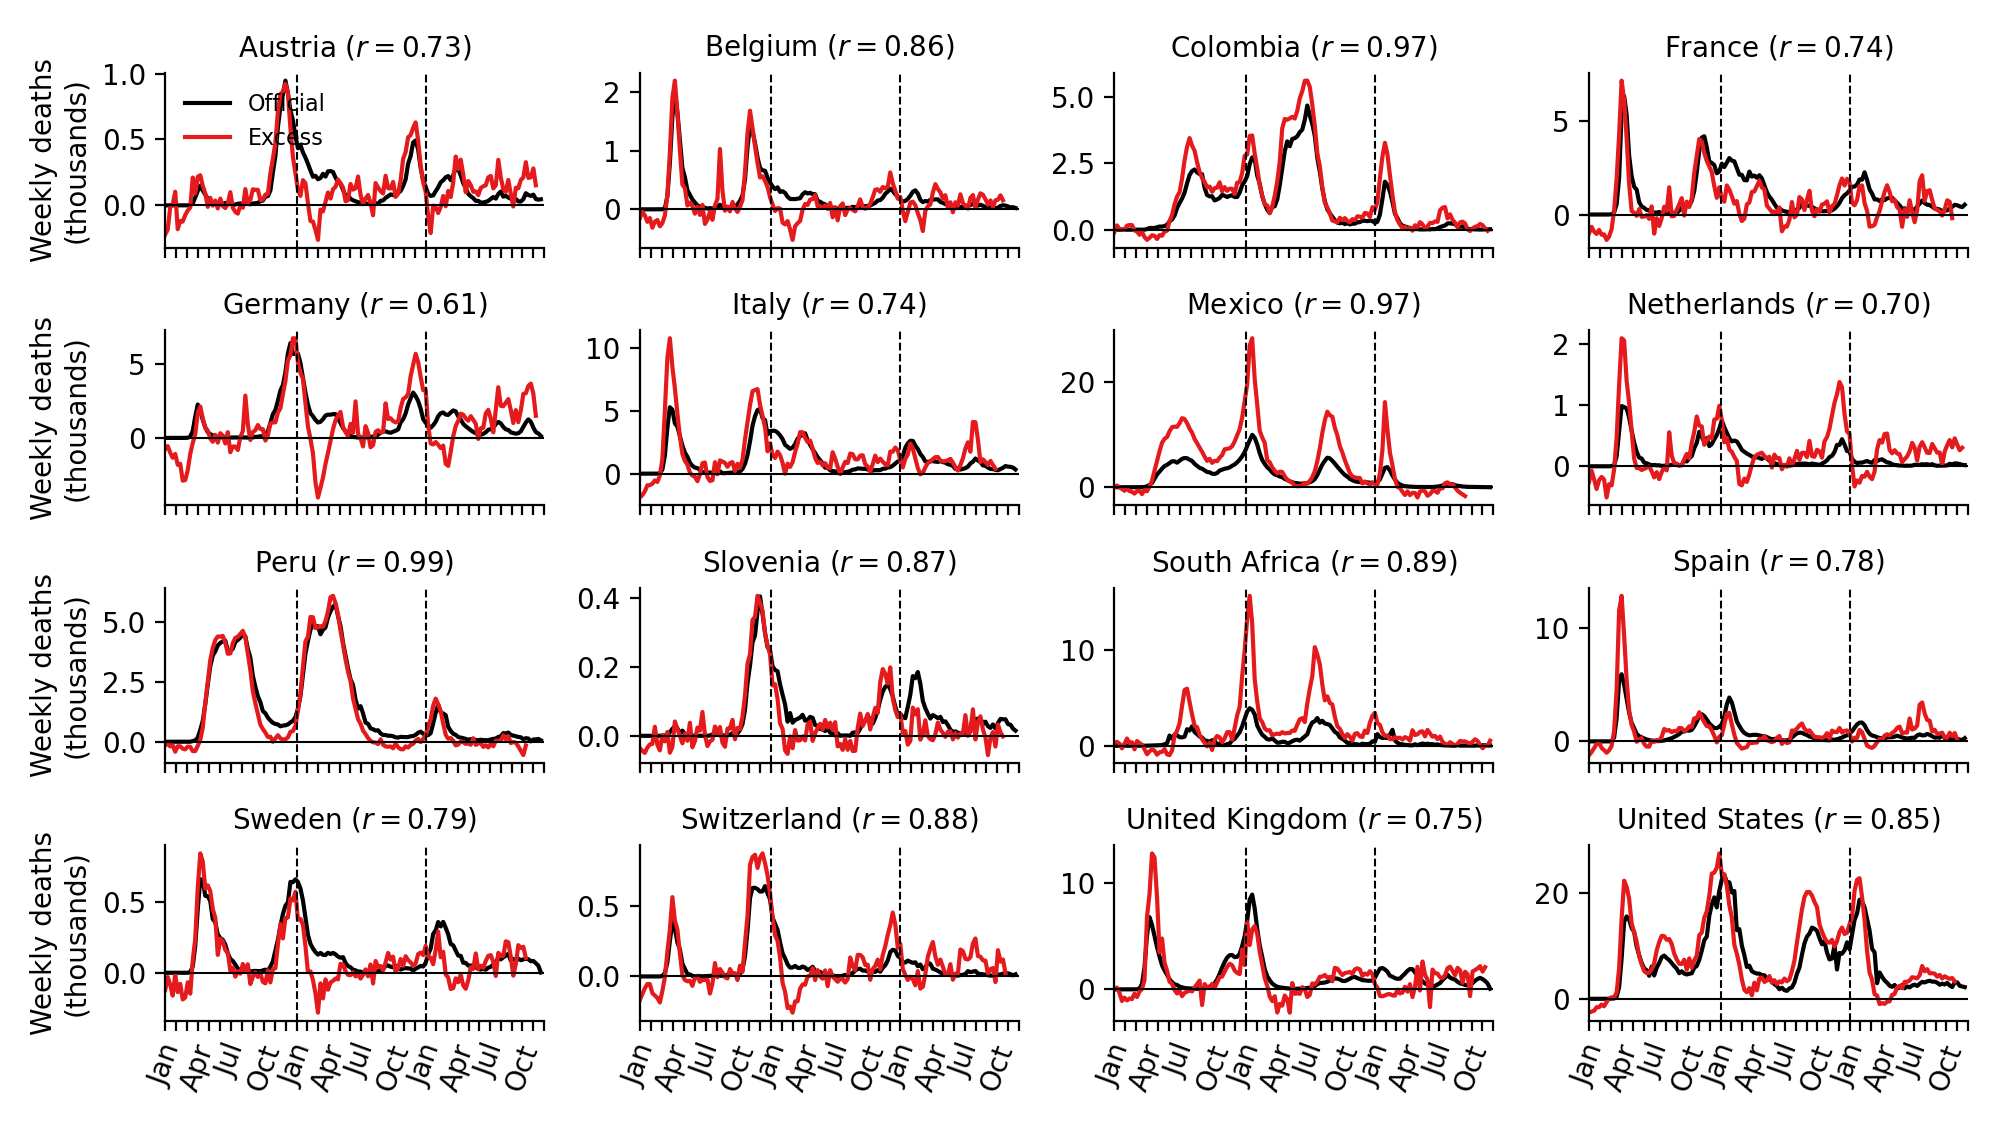 Austria (r = 0.73)
Belgium (r = 0.86)
Colombia (r = 0.97)
France (r = 0.74)
Weekly deaths
(thousands)
1.0
0.5
0.0
Official
Excess
2
1
0
5.0
2.5
0.0
5
0
Germany (r = 0.61)
Italy (r = 0.74)
Mexico (r = 0.97)
Netherlands (r = 0.70)
Weekly deaths
(thousands)
5
0
10
5
0
20
0
2
1
0
Peru (r = 0.99)
Slovenia (r = 0.87)
South Africa (r = 0.89)
Spain (r = 0.78)
Weekly deaths
(thousands)
5.0
2.5
0.0
0.4
0.2
0.0
10
0
10
0
Sweden (r = 0.79)
Switzerland (r = 0.88)
United Kingdom (r = 0.75)
United States (r = 0.85)
Weekly deaths
(thousands)
0.5
0.0
0.5
0.0
10
0
20
0
Jan Apr Jul Oct Jan Apr Jul Oct Jan Apr Jul Oct
Jan Apr Jul Oct Jan Apr Jul Oct Jan Apr Jul Oct
Jan Apr Jul Oct Jan Apr Jul Oct Jan Apr Jul Oct
Jan Apr Jul Oct Jan Apr Jul Oct Jan Apr Jul Oct